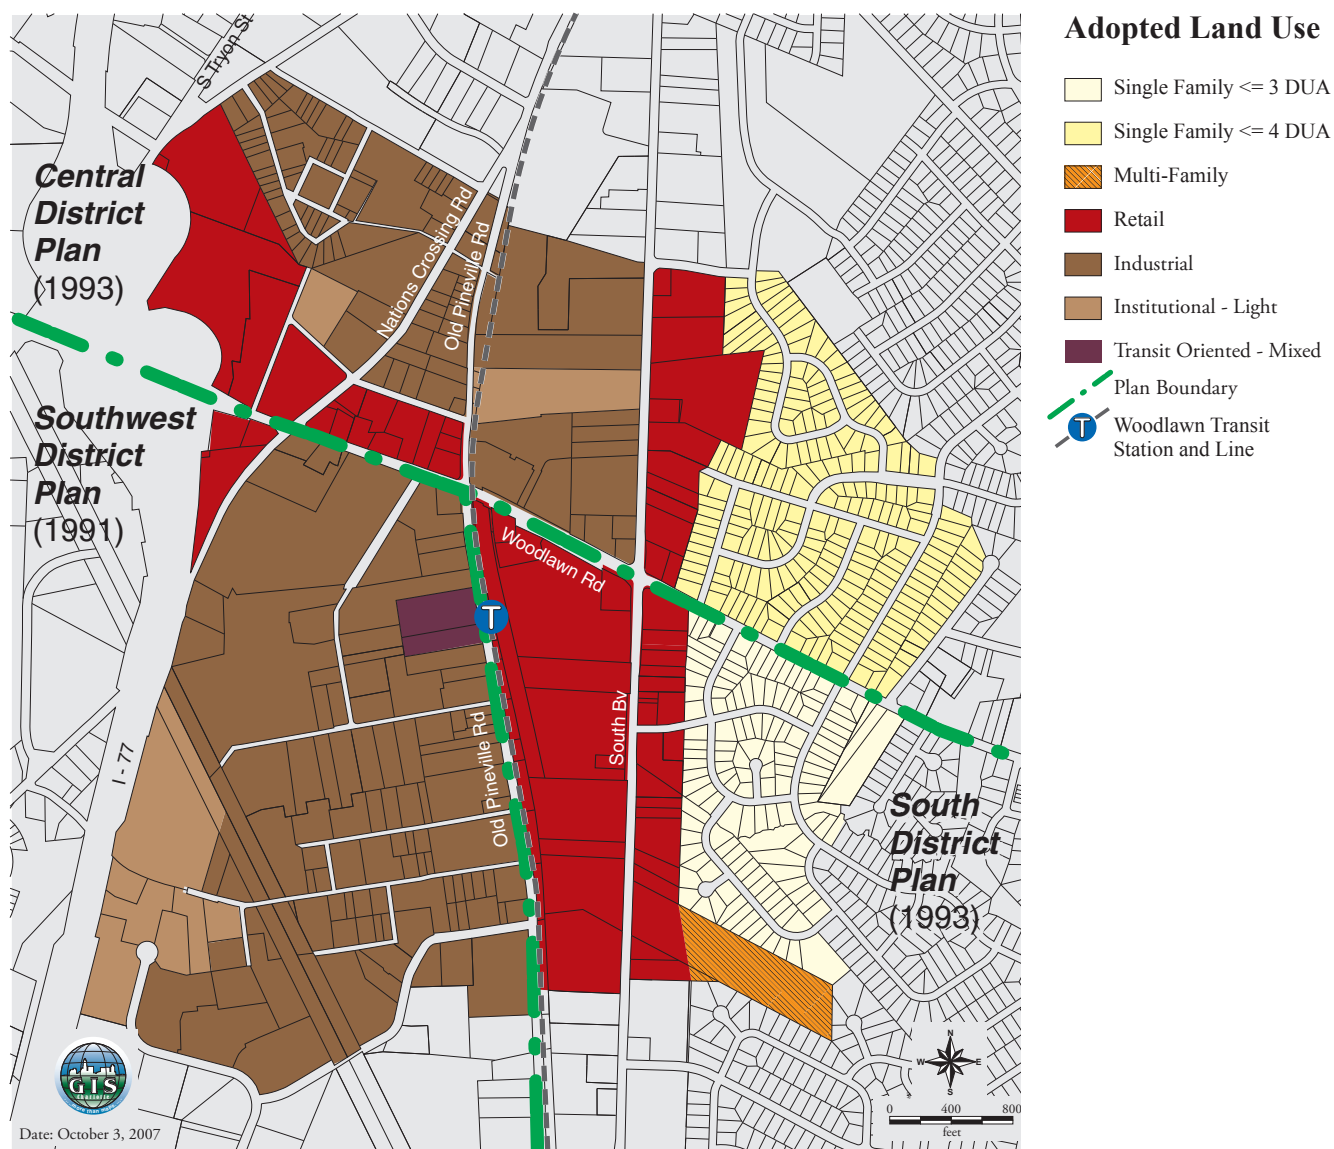 Adopted Land Use
Single Family <= 3 DUA
Single Family <= 4 DUA
Multi-Family
Retail
Industrial
Institutional - Light
Transit Oriented - Mixed
Plan Boundary
T
Woodlawn Transit
Station and Line
S Tryon St
Central
District
Plan
(1993)
Nations Crossing Rd
Old Pineville Rd
Southwest
District
Plan
(1991)
Woodlawn Rd
T
South Bv
Old Pineville Rd
I - 77
South
District
Plan
(1993)
GIS
N
W
E
S
0 400 800
feet
Date: October 3, 2007